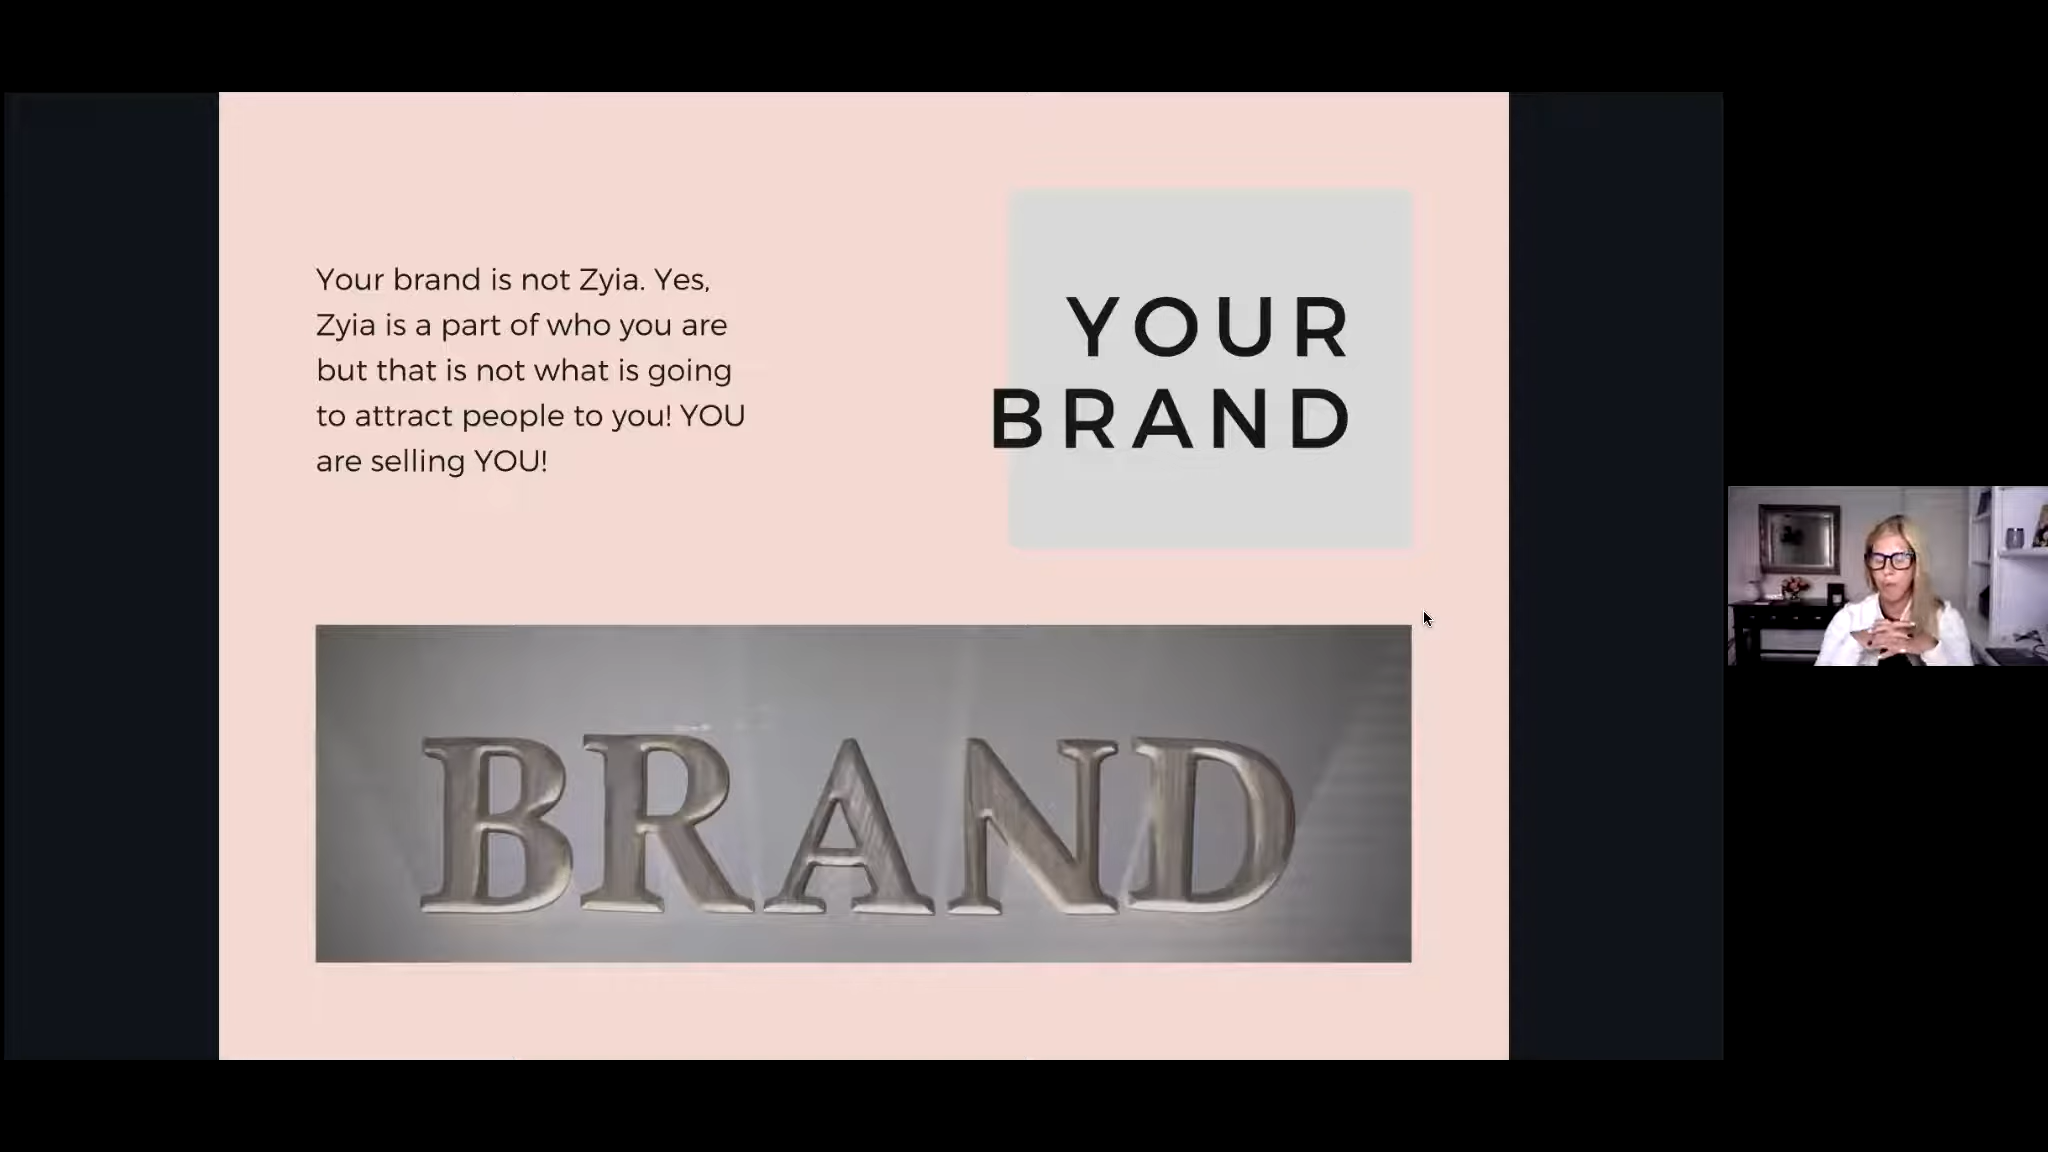 Your brand is not Zyia. Yes,
Zyia is a part of who you are
but that is not what is going
to attract people to you! YOU
are selling YOU!
YOUR
BRAND
BRAND